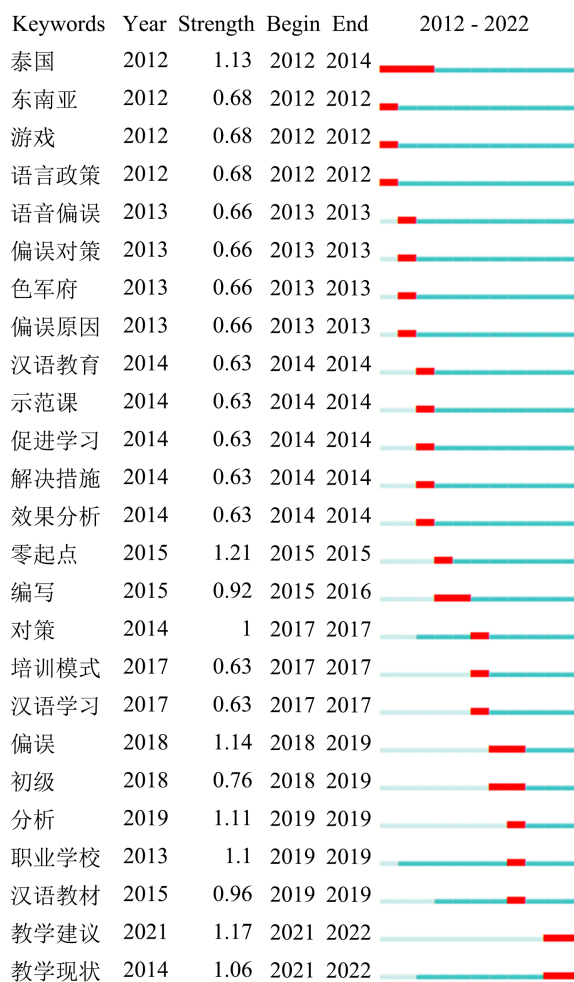 Keywords Year Strength Begin End 2012 - 2022
泰国 2012 1.13 2012 2014
东南亚 2012 0.68 2012 2012
游戏 2012 0.68 2012 2012
语言政策 2012 0.68 2012 2012
语音偏误 2013 0.66 2013 2013
偏误对策 2013 0.66 2013 2013
色军府 2013 0.66 2013 2013
偏误原因 2013 0.66 2013 2013
汉语教育 2014 0.63 2014 2014
示范课 2014 0.63 2014 2014
促进学习 2014 0.63 2014 2014
解决措施 2014 0.63 2014 2014
效果分析 2014 0.63 2014 2014
零起点 2015 1.21 2015 2015
编写 2015 0.92 2015 2016
对策 2014 1 2017 2017
培训模式 2017 0.63 2017 2017
汉语学习 2017 0.63 2017 2017
偏误 2018 1.14 2018 2019
初级 2018 0.76 2018 2019
分析 2019 1.11 2019 2019
职业学校 2013 1.1 2019 2019
汉语教材 2015 0.96 2019 2019
教学建议 2021 1.17 2021 2022
教学现状 2014 1.06 2021 2022